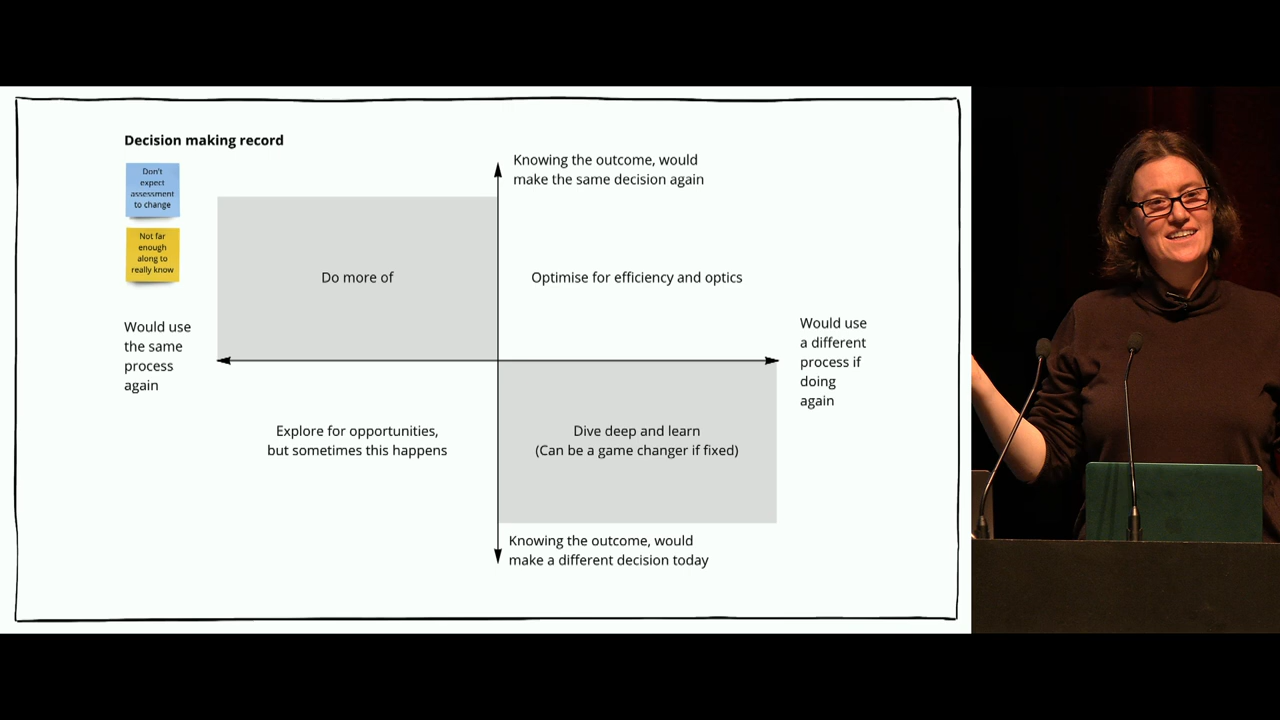 Decision making record
Don't
expect
assessment
to change
Not far
enough
along to
really know
Knowing the outcome, would
make the same decision again
Do more of
Optimise for efficiency and optics
Would use
the same
process
again
Would use
a different
process if
doing
again
Explore for opportunities,
but sometimes this happens
Dive deep and learn
(Can be a game changer if fixed)
Knowing the outcome, would
make a different decision today